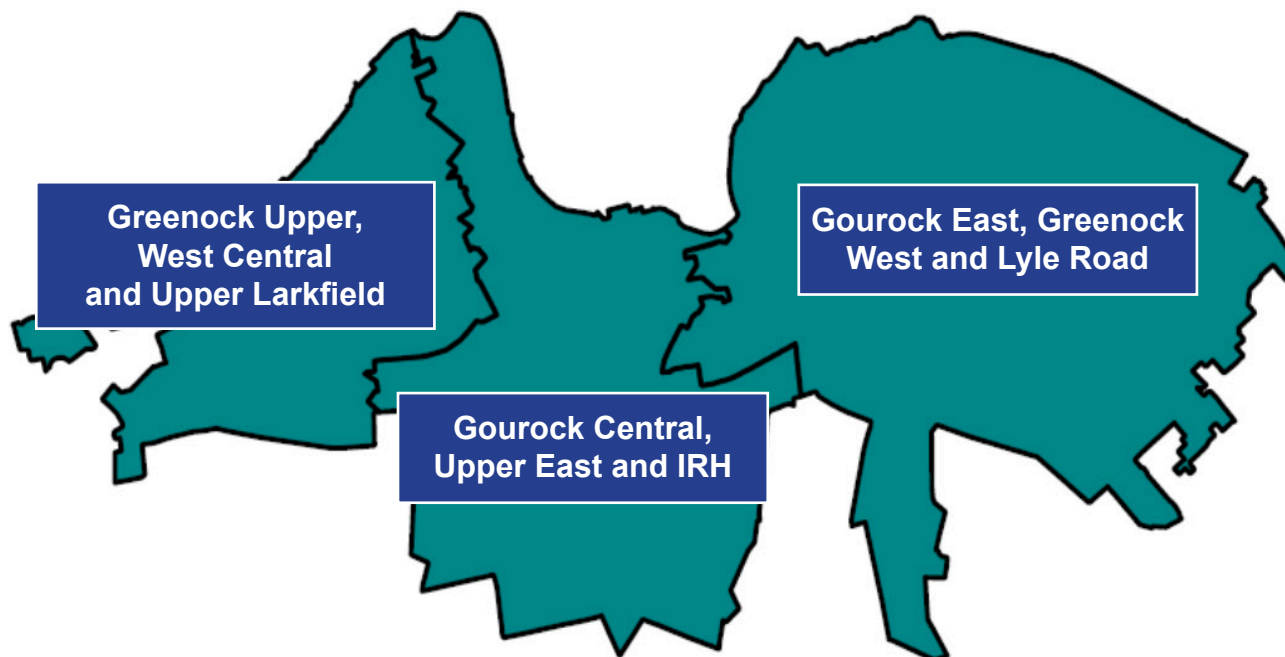 Greenock Upper,
West Central
and Upper Larkfield
Gourock East, Greenock
West and Lyle Road
Gourock Central,
Upper East and IRH